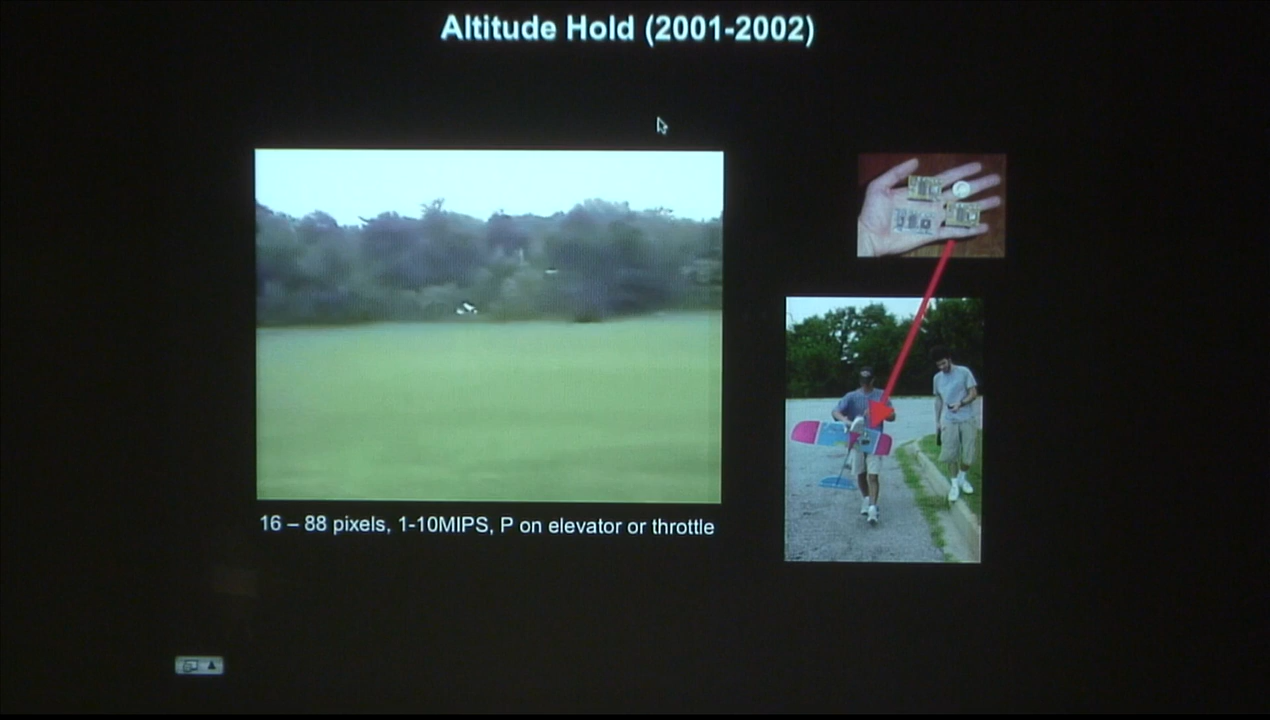 Altitude Hold (2001-2002)
16 – 88 pixels, 1-10MIPS, P on elevator or throttle